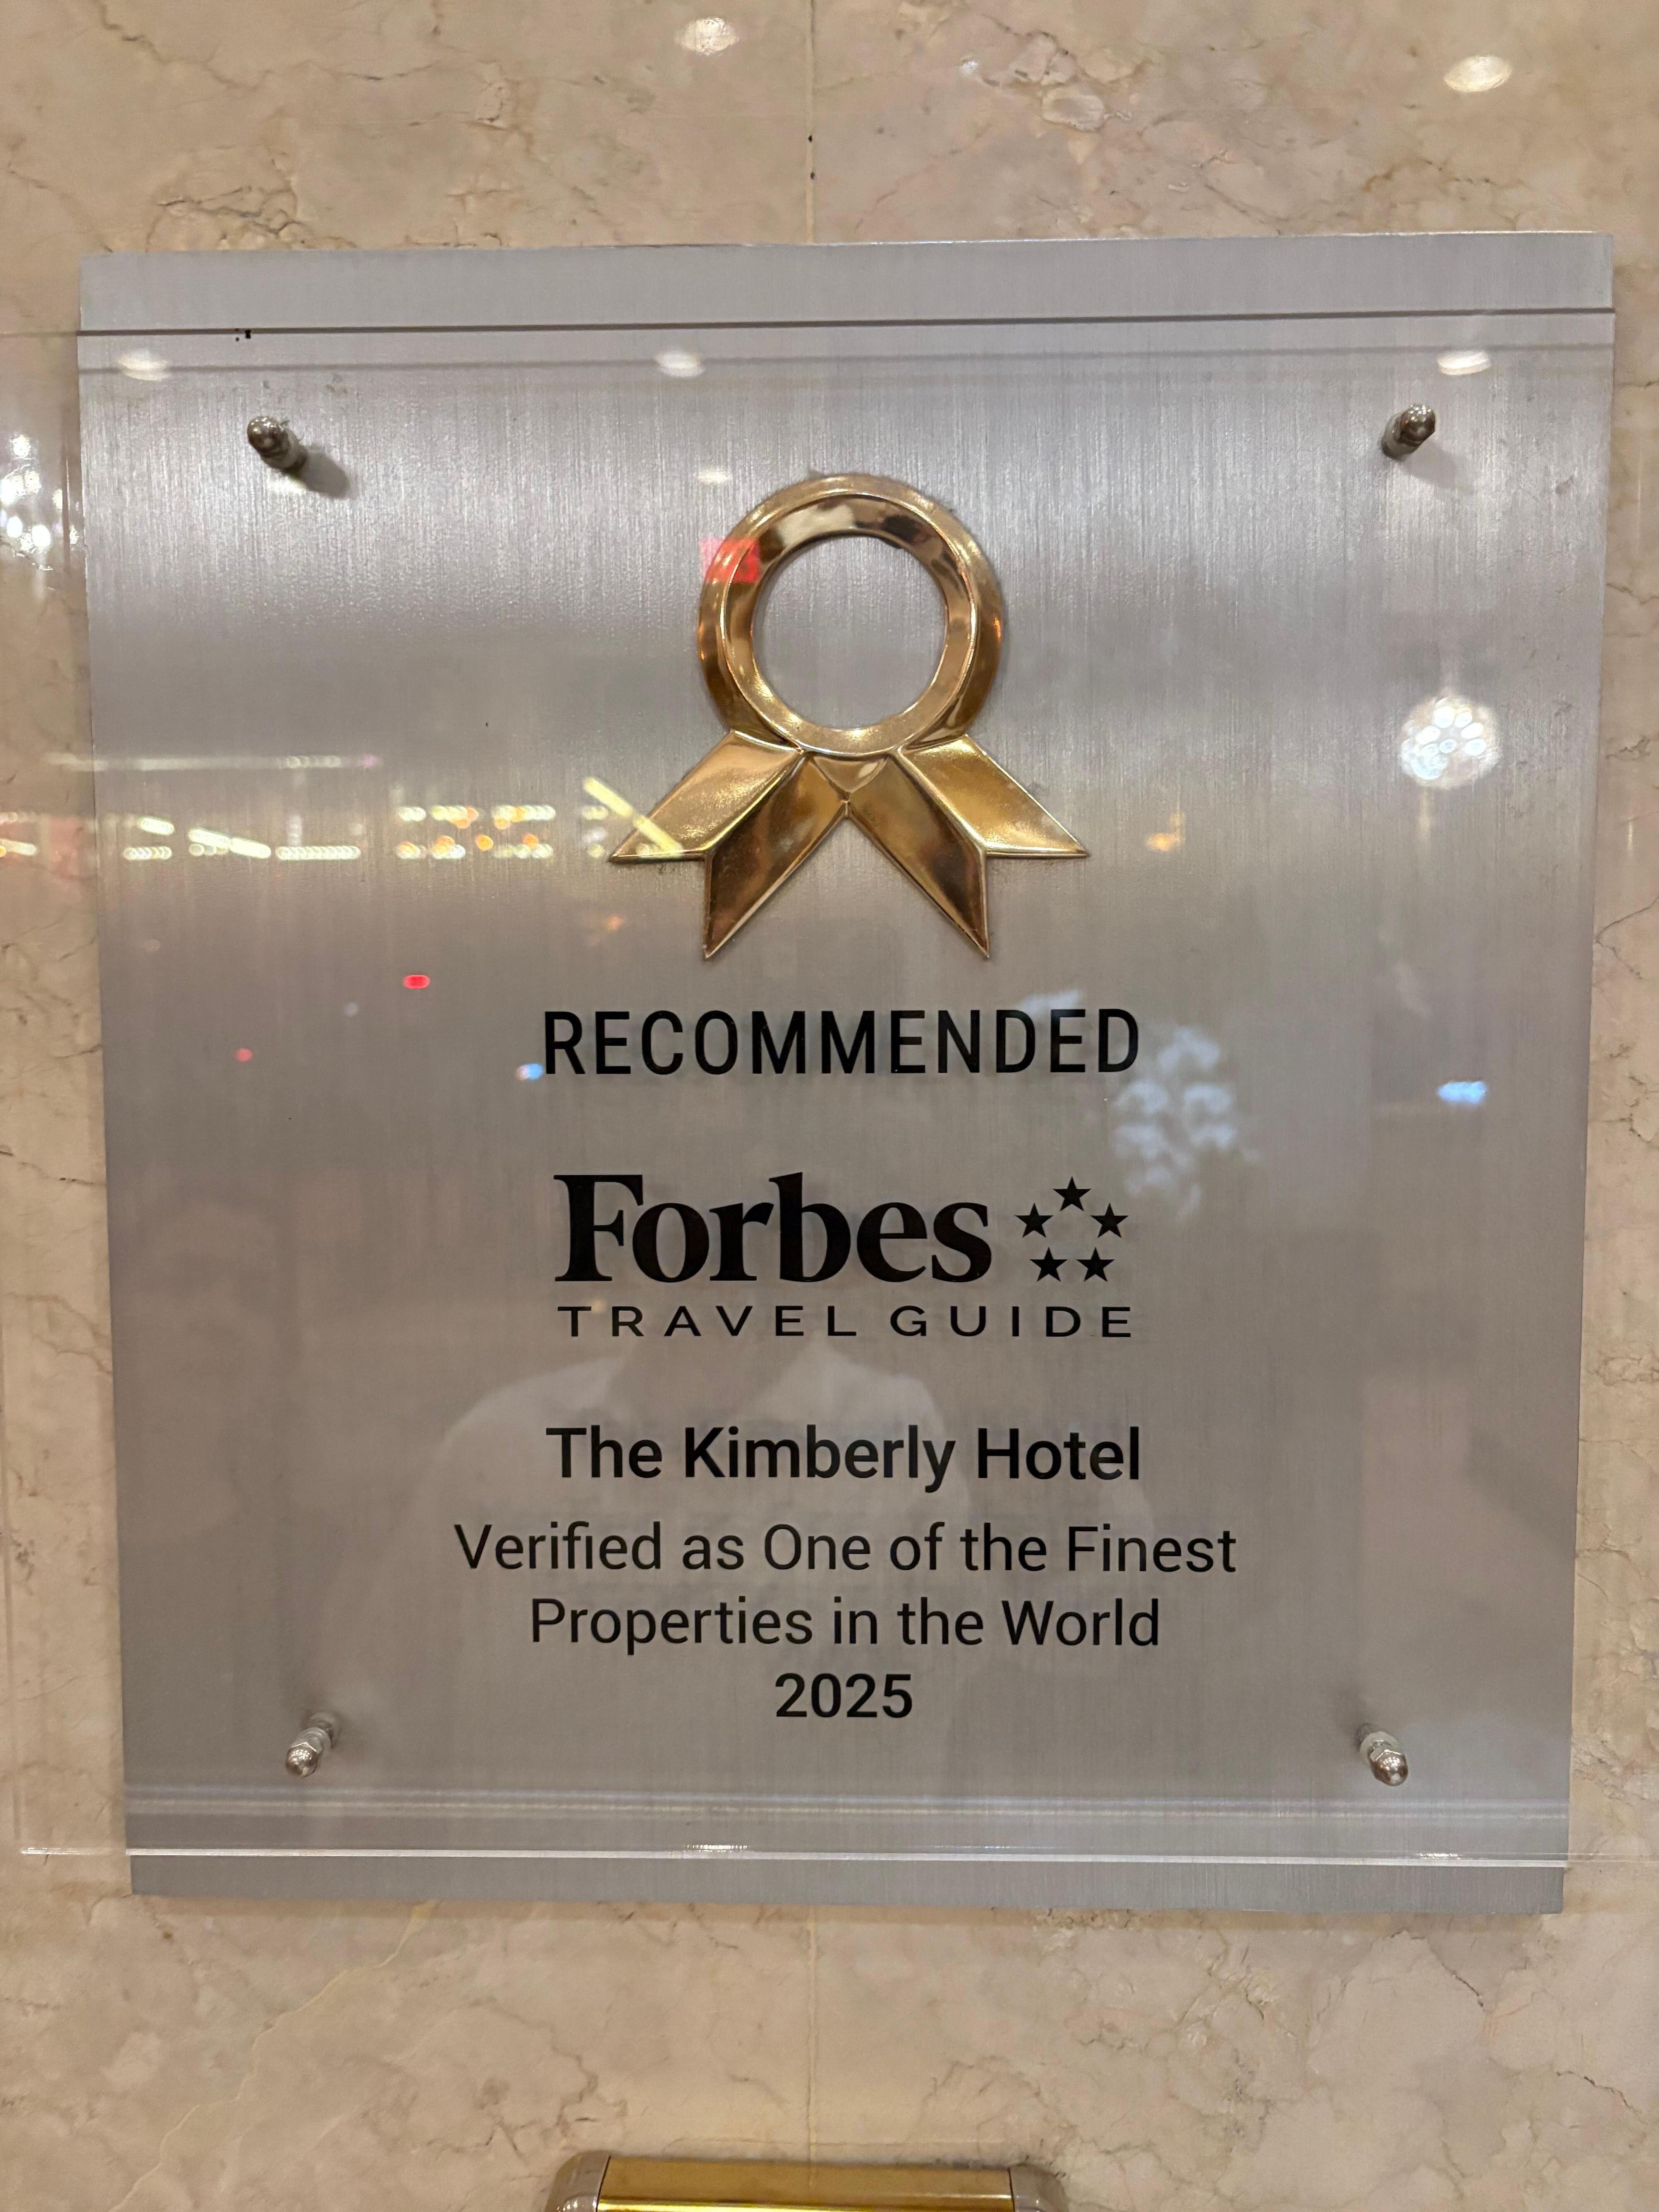 RECOMMENDED
Forbes
TRAVEL GUIDE
The Kimberly Hotel
Verified as One of the Finest
Properties in the World
2025